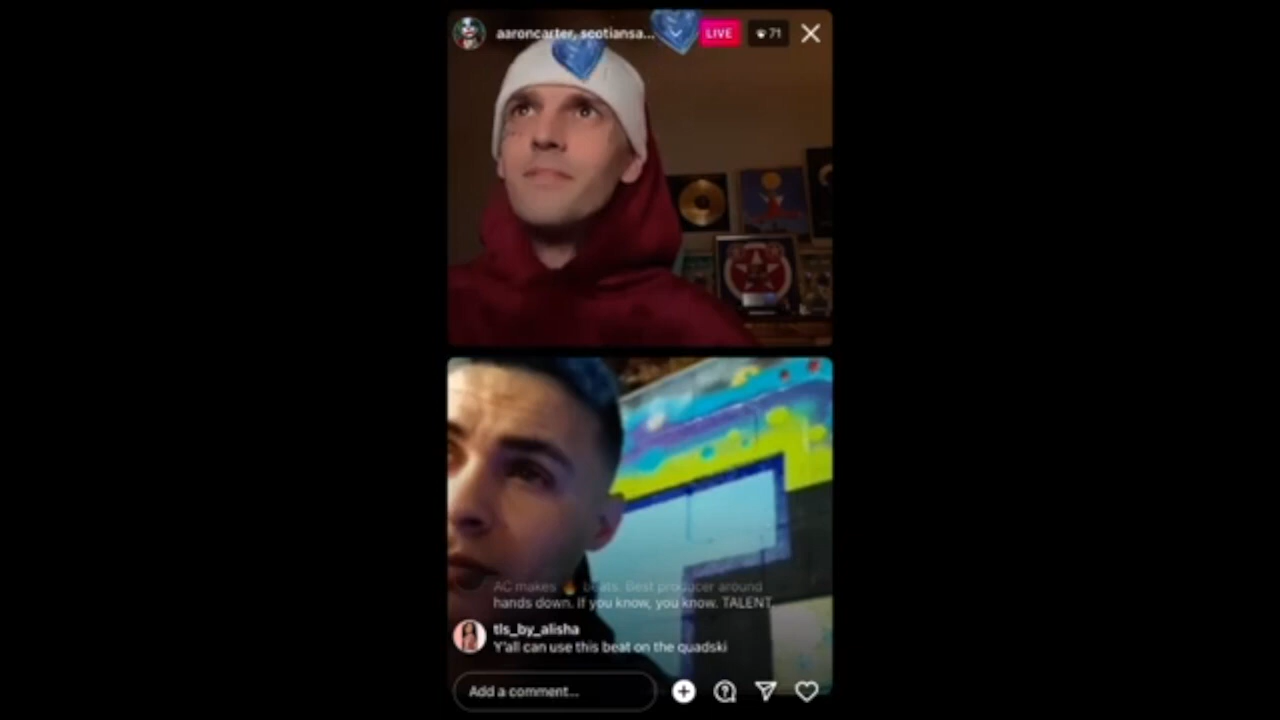 aaroncarter, scotiansa...
LIVE
71
AC makes 🔥 beats. Best producer around
hands down. If you know, you know. TALENT.
tls_by_alisha
Y'all can use this beat on the quadski
Add a comment...